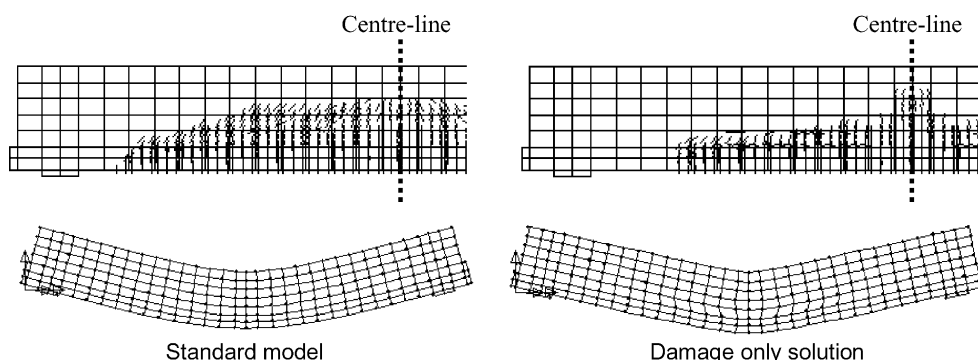 Centre-line
Centre-line
Standard model
Damage only solution